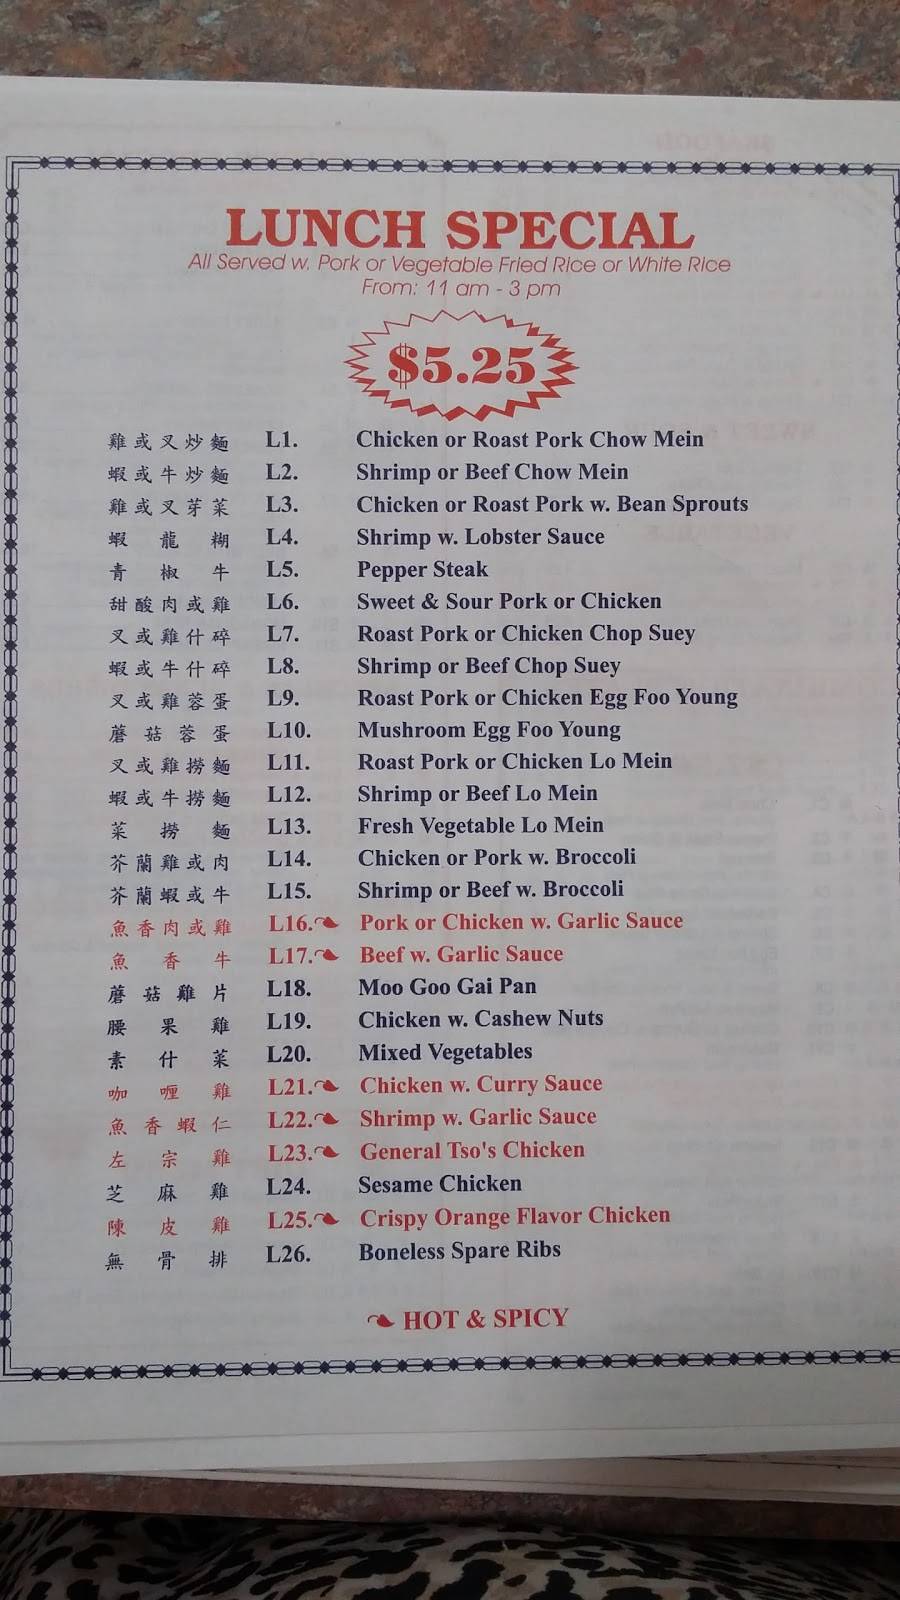 LUNCH SPECIAL
All Served w. Pork or Vegetable Fried Rice or White Rice
From: 11 am - 3 pm
$5.25
雞或叉炒麵 L1. Chicken or Roast Pork Chow Mein
蝦或牛炒麵 L2. Shrimp or Beef Chow Mein
雞或叉芽菜 L3. Chicken or Roast Pork w. Bean Sprouts
蝦龍糊 L4. Shrimp w. Lobster Sauce
青椒牛 L5. Pepper Steak
甜酸肉或雞 L6. Sweet & Sour Pork or Chicken
叉或雞什碎 L7. Roast Pork or Chicken Chop Suey
蝦或牛什碎 L8. Shrimp or Beef Chop Suey
叉或雞蓉蛋 L9. Roast Pork or Chicken Egg Foo Young
蘑菇蓉蛋 L10. Mushroom Egg Foo Young
叉或雞撈麵 L11. Roast Pork or Chicken Lo Mein
蝦或牛撈麵 L12. Shrimp or Beef Lo Mein
菜撈麵 L13. Fresh Vegetable Lo Mein
芥蘭雞或肉 L14. Chicken or Pork w. Broccoli
芥蘭蝦或牛 L15. Shrimp or Beef w. Broccoli
魚香肉或雞 L16. Pork or Chicken w. Garlic Sauce
魚香牛 L17. Beef w. Garlic Sauce
蘑菇雞片 L18. Moo Goo Gai Pan
腰果雞 L19. Chicken w. Cashew Nuts
素什菜 L20. Mixed Vegetables
咖喱雞 L21. Chicken w. Curry Sauce
魚香蝦仁 L22. Shrimp w. Garlic Sauce
左宗雞 L23. General Tso's Chicken
芝麻雞 L24. Sesame Chicken
陳皮雞 L25. Crispy Orange Flavor Chicken
無骨排 L26. Boneless Spare Ribs
HOT & SPICY